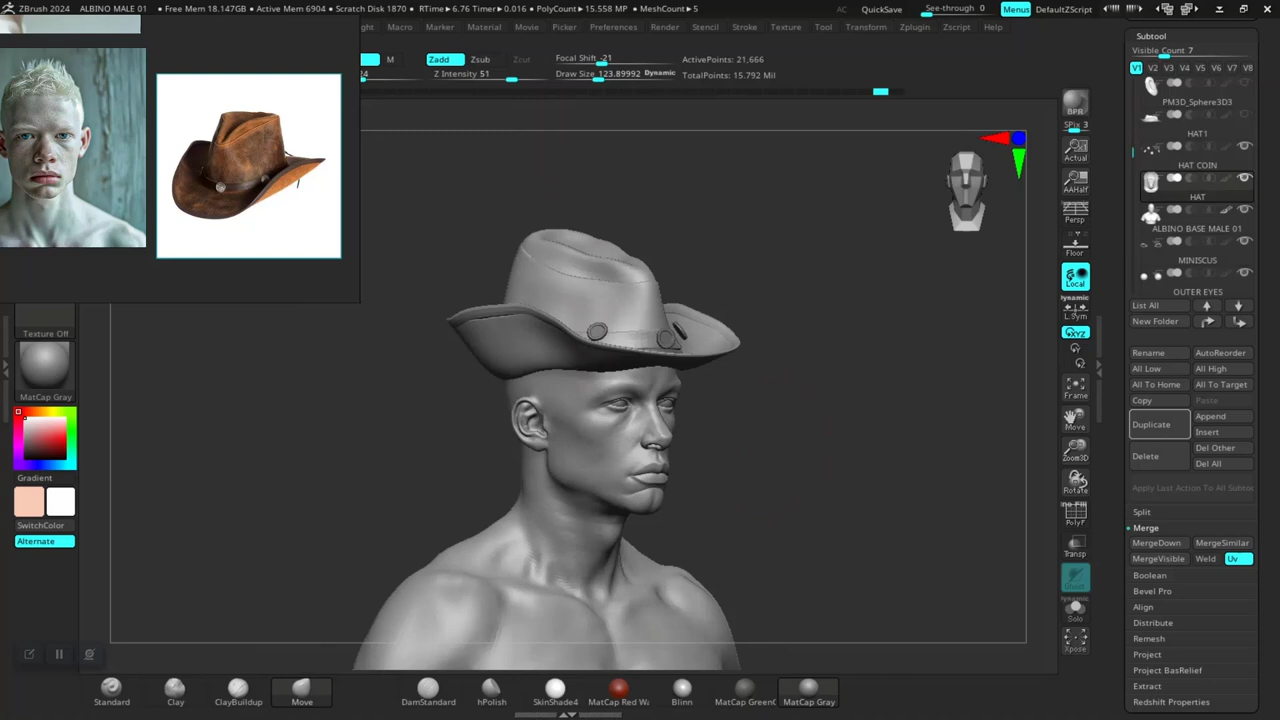 ZBrush 2024 ALBINO MALE 01 • Free Mem 18.147GB • Active Mem 6904 • Scratch Disk 1870 • RTime▸6.76 Timer▸0.016 • PolyCount▸15.558 MP • MeshCount▸5 AC QuickSave See-through 0 Menus DefaultZScript
Macro Marker Material Movie Picker Preferences Render Stencil Stroke Texture Tool Transform Zplugin Zscript Help
M Zadd Zsub Zcut Focal Shift -21 ActivePoints: 21,666
Z Intensity 51 Draw Size 123.89992 Dynamic TotalPoints: 15.792 Mil
Texture Off
MatCap Gray
Gradient
SwitchColor
Alternate
BPR
SPix 3
Actual
AAHalf
Persp
Floor
Local
Dynamic
L.Sym
XYZ
Frame
Move
Zoom3D
Rotate
PolyF
Transp
Ghost
Dynamic
Solo
Xpose
Subtool
Visible Count 7
V1 V2 V3 V4 V5 V6 V7 V8
PM3D_Sphere3D3
HAT1
HAT COIN
HAT
ALBINO BASE MALE 01
MINISCUS
OUTER EYES
List All
New Folder
Rename AutoReorder
All Low All High
All To Home All To Target
Copy Paste
Duplicate Append
Insert
Delete Del Other
Del All
Split
Merge
MergeDown MergeSimilar
MergeVisible Weld Uv
Boolean
Bevel Pro
Align
Distribute
Remesh
Project
Project BasRelief
Extract
Redshift Properties
Standard Clay ClayBuildup Move DamStandard hPolish SkinShade4 MatCap Red Wa Blinn MatCap GreenC MatCap Gray